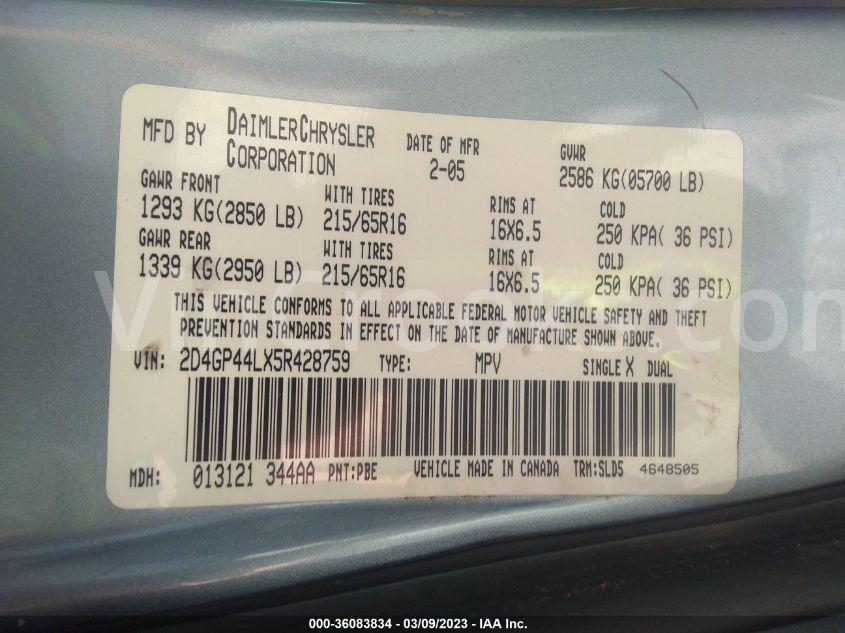 MFD BY DAIMLERCHRYSLER CORPORATION
DATE OF MFR 2-05
GVWR 2586 KG(05700 LB)
GAWR FRONT WITH TIRES RIMS AT COLD
1293 KG(2850 LB) 215/65R16 16X6.5 250 KPA( 36 PSI)
GAWR REAR WITH TIRES RIMS AT COLD
1339 KG(2950 LB) 215/65R16 16X6.5 250 KPA( 36 PSI)
THIS VEHICLE CONFORMS TO ALL APPLICABLE FEDERAL MOTOR VEHICLE SAFETY AND THEFT
PREVENTION STANDARDS IN EFFECT ON THE DATE OF MANUFACTURE SHOWN ABOVE.
VIN: 2D4GP44LX5R428759 TYPE: MPV SINGLE X DUAL
MDH: 013121 344AA PNT:PBE VEHICLE MADE IN CANADA TRM:SLD5 4648505
000-36083834 - 03/09/2023 - IAA Inc.